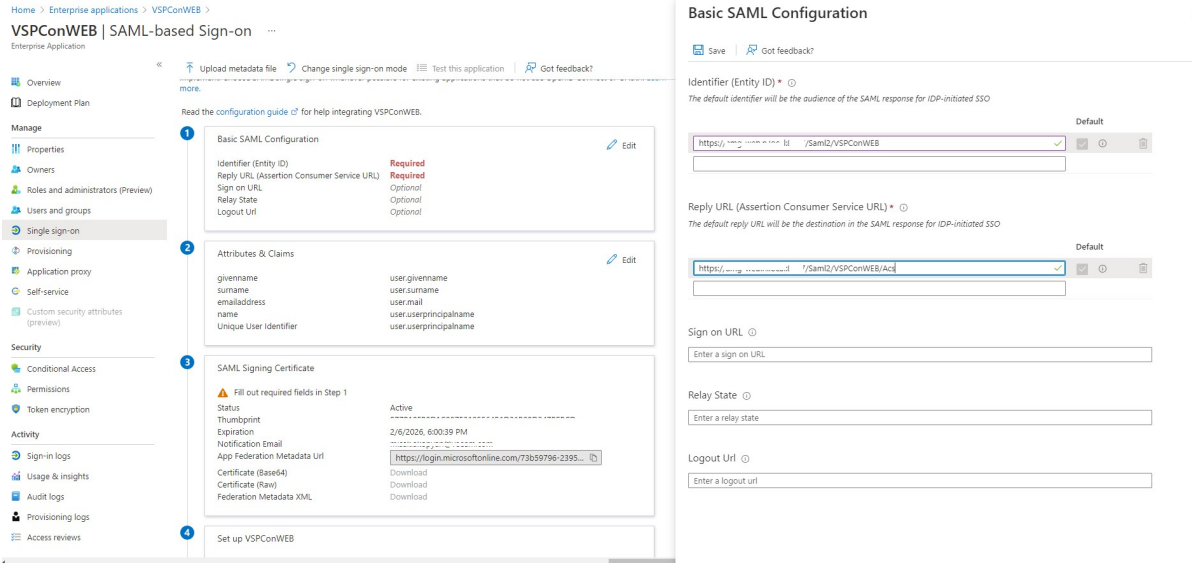 Home > Enterprise applications > VSPConWEB >
VSPConWEB | SAML-based Sign-on ...
Enterprise Application
«
Overview
Deployment Plan
Manage
Properties
Owners
Roles and administrators (Preview)
Users and groups
Single sign-on
Provisioning
Application proxy
Self-service
Custom security attributes
(preview)
Security
Conditional Access
Permissions
Token encryption
Activity
Sign-in logs
Usage & insights
Audit logs
Provisioning logs
Access reviews
Upload metadata file Change single sign-on mode Test this application Got feedback?
more.
Read the configuration guide for help integrating VSPConWEB.
1
Basic SAML Configuration
Edit
Identifier (Entity ID) Required
Reply URL (Assertion Consumer Service URL) Required
Sign on URL Optional
Relay State Optional
Logout Url Optional
2
Attributes & Claims
Edit
givenname user.givenname
surname user.surname
emailaddress user.mail
name user.userprincipalname
Unique User Identifier user.userprincipalname
3
SAML Signing Certificate
Fill out required fields in Step 1
Status Active
Thumbprint
Expiration 2/6/2026, 6:00:39 PM
Notification Email
App Federation Metadata Url https://login.microsoftonline.com/73b59796-2395...
Certificate (Base64) Download
Certificate (Raw) Download
Federation Metadata XML Download
4
Set up VSPConWEB
Basic SAML Configuration
Save Got feedback?
Identifier (Entity ID) *
The default identifier will be the audience of the SAML response for IDP-initiated SSO
Default
https:/ /Saml2/VSPConWEB
Reply URL (Assertion Consumer Service URL) *
The default reply URL will be the destination in the SAML response for IDP-initiated SSO
Default
https:/ /Saml2/VSPConWEB/Acs
Sign on URL
Enter a sign on URL
Relay State
Enter a relay state
Logout Url
Enter a logout url